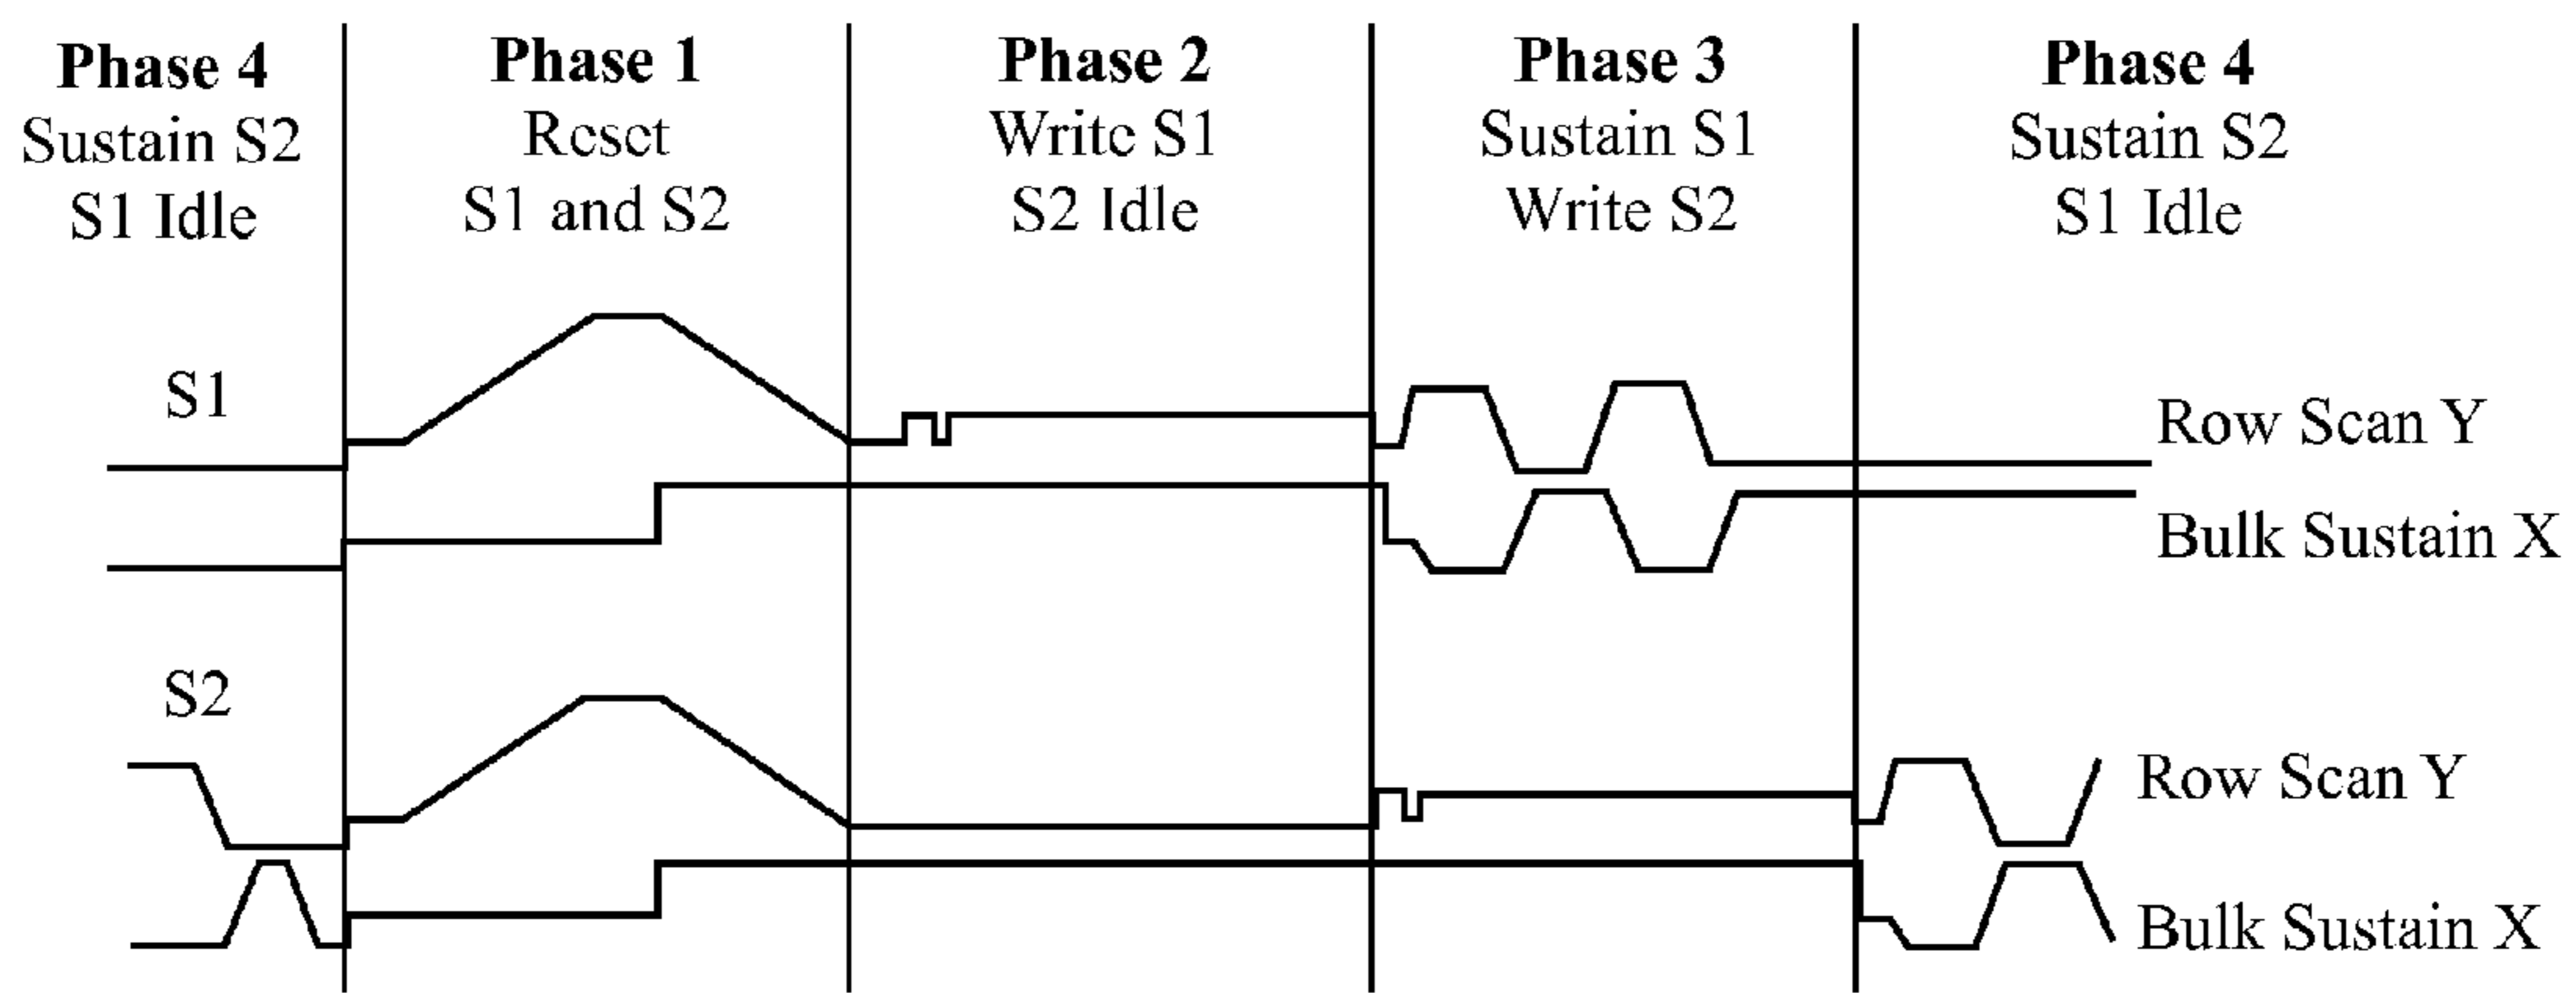 Phase 4
Sustain S2
S1 Idle
Phase 1
Reset
S1 and S2
Phase 2
Write S1
S2 Idle
Phase 3
Sustain S1
Write S2
Phase 4
Sustain S2
S1 Idle
S1
Row Scan Y
Bulk Sustain X
S2
Row Scan Y
Bulk Sustain X